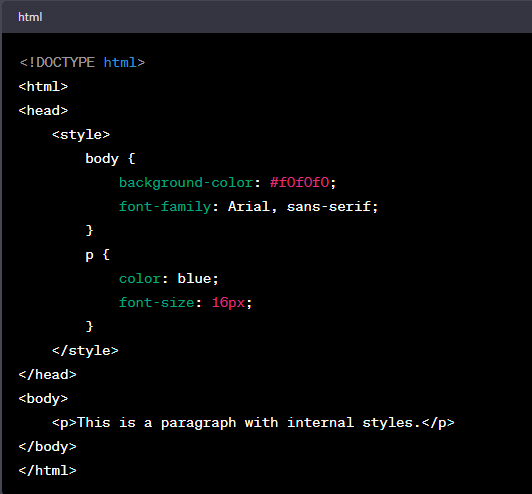 html
<!DOCTYPE html>
<html>
<head>
    <style>
        body {
            background-color: #f0f0f0;
            font-family: Arial, sans-serif;
        }
        p {
            color: blue;
            font-size: 16px;
        }
    </style>
</head>
<body>
    <p>This is a paragraph with internal styles.</p>
</body>
</html>